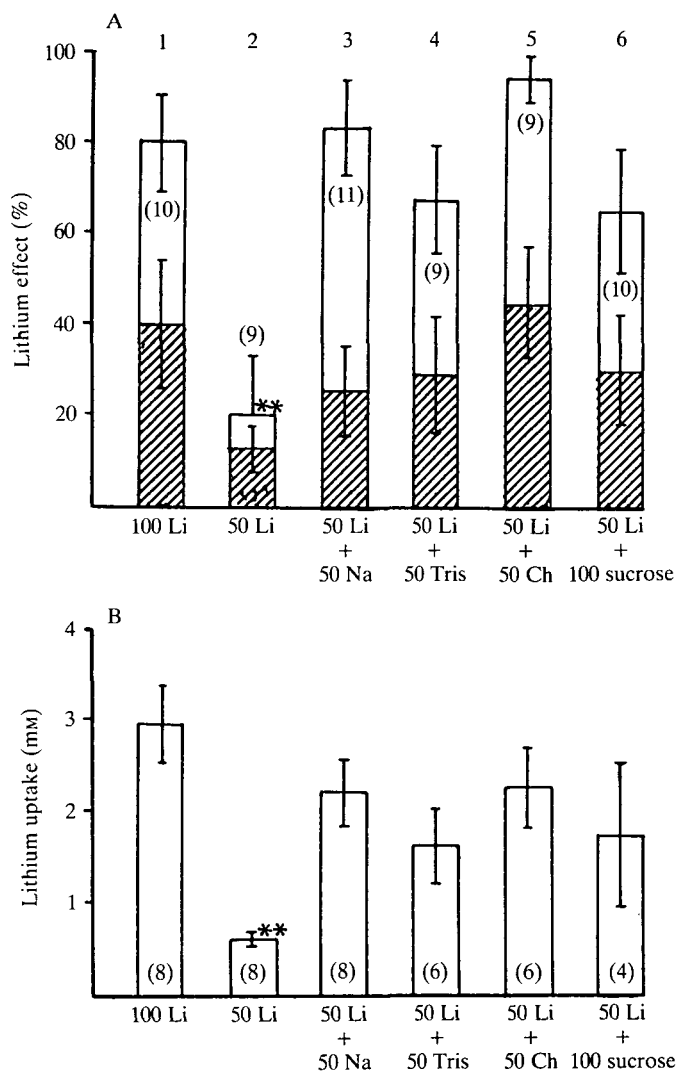 A
1 2 3 4 5 6
100
80
60
40
20
Lithium effect (%)
(10)
(9)
(11)
(9)
(9)
(10)
**
100 Li 50 Li 50 Li 50 Li 50 Li 50 Li
+ + + +
50 Na 50 Tris 50 Ch 100 sucrose
B
4
3
2
1
Lithium uptake (mM)
**
(8) (8) (8) (6) (6) (4)
100 Li 50 Li 50 Li 50 Li 50 Li 50 Li
+ + + +
50 Na 50 Tris 50 Ch 100 sucrose